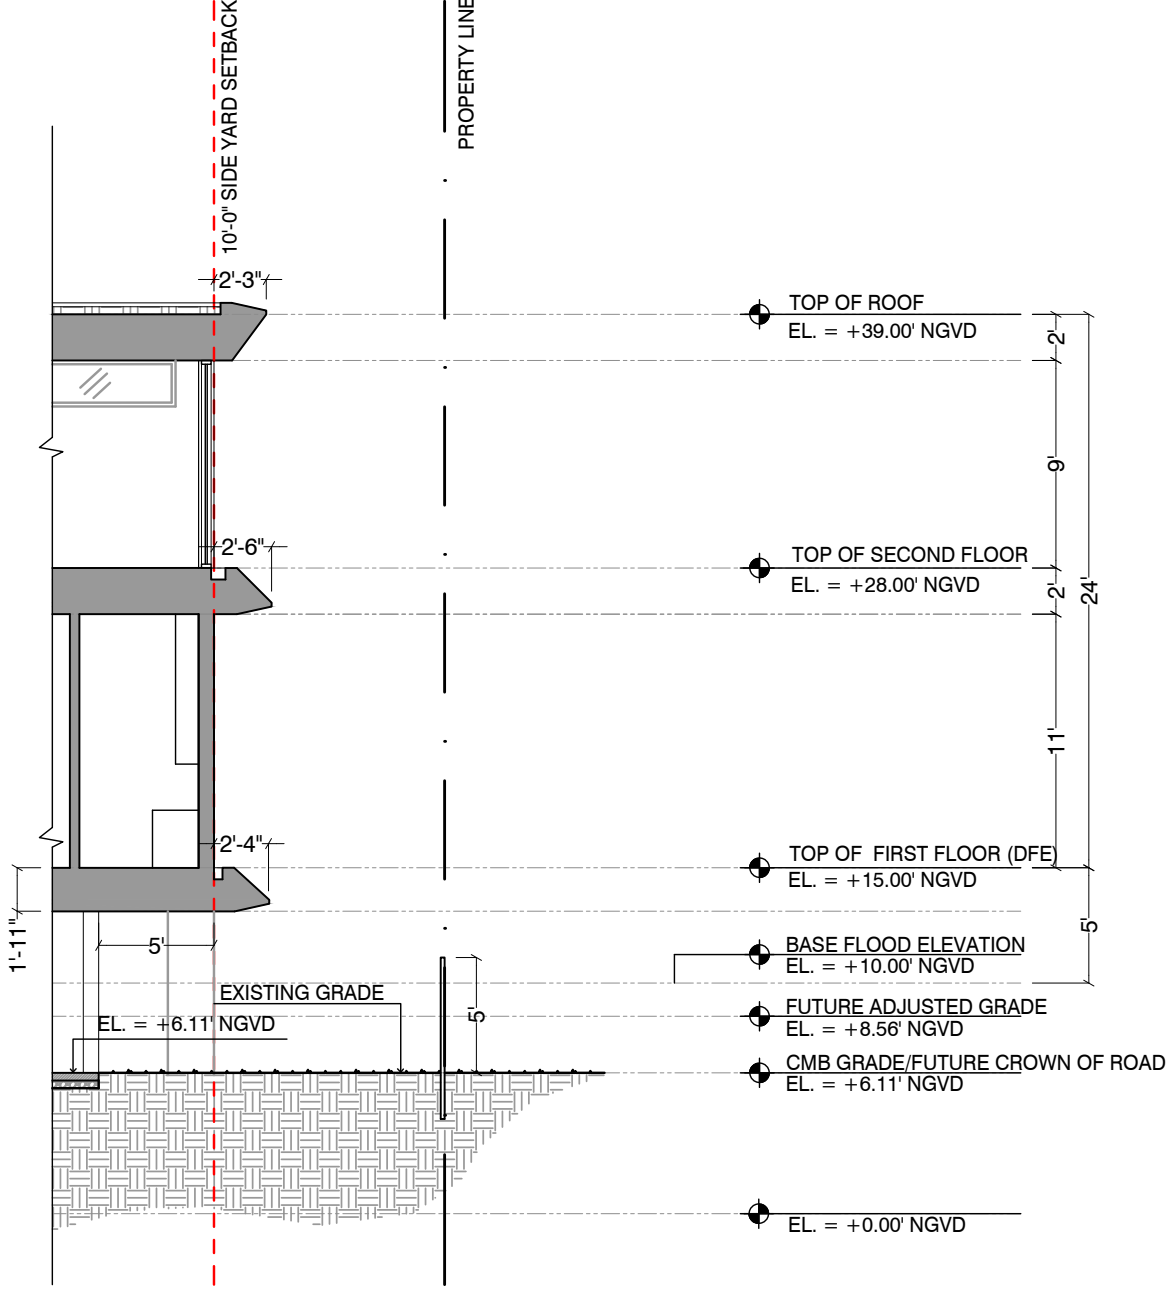 10'-0" SIDE YARD SETBACK
PROPERTY LINE
2'-3"
TOP OF ROOF
EL. = +39.00' NGVD
2'
9'
2'-6"
TOP OF SECOND FLOOR
EL. = +28.00' NGVD
2'
24'
11'
2'-4"
TOP OF FIRST FLOOR (DFE)
EL. = +15.00' NGVD
1'-11"
5'
5'
BASE FLOOD ELEVATION
EL. = +10.00' NGVD
EXISTING GRADE
EL. = +6.11' NGVD
5'
FUTURE ADJUSTED GRADE
EL. = +8.56' NGVD
CMB GRADE/FUTURE CROWN OF ROAD
EL. = +6.11' NGVD
EL. = +0.00' NGVD